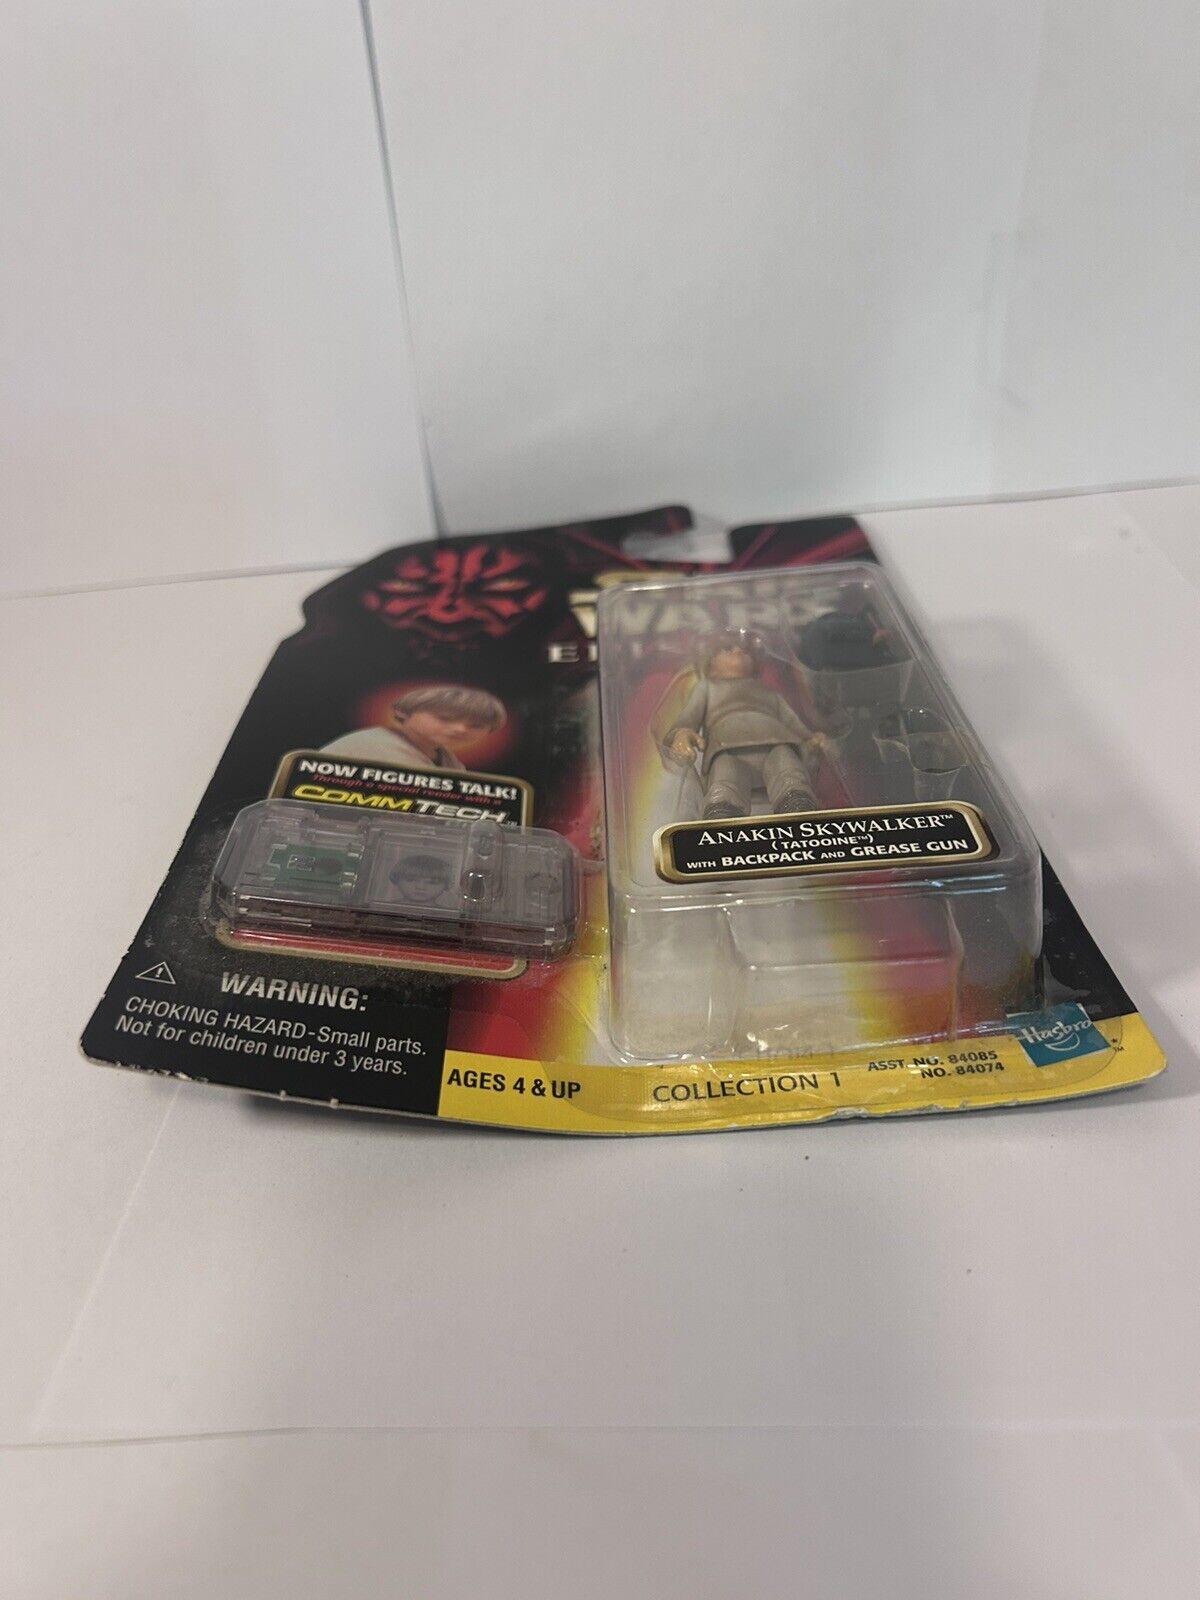 STAR
WARS
NOW FIGURES TALK!
Through a special reader with a
COMMTECH
ANAKIN SKYWALKER™
(TATOOINE™)
WITH BACKPACK AND GREASE GUN
WARNING:
CHOKING HAZARD-Small parts.
Not for children under 3 years.
AGES 4 & UP
COLLECTION 1
ASST. NO. 84085
NO. 84074
Hasbro